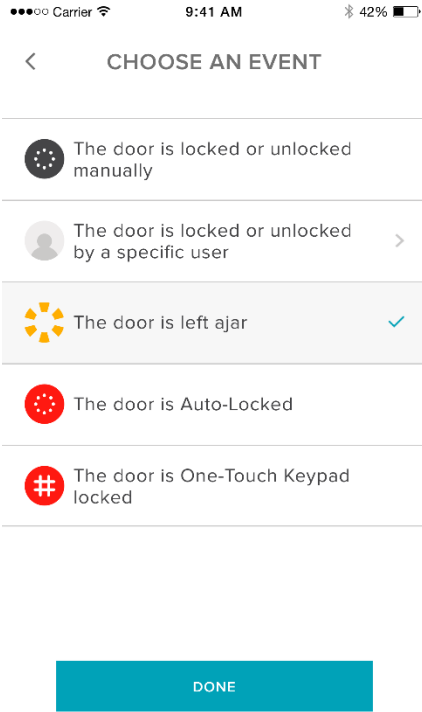 Carrier 9:41 AM 42%
CHOOSE AN EVENT
The door is locked or unlocked
manually
The door is locked or unlocked
by a specific user
The door is left ajar
The door is Auto-Locked
The door is One-Touch Keypad
locked
DONE